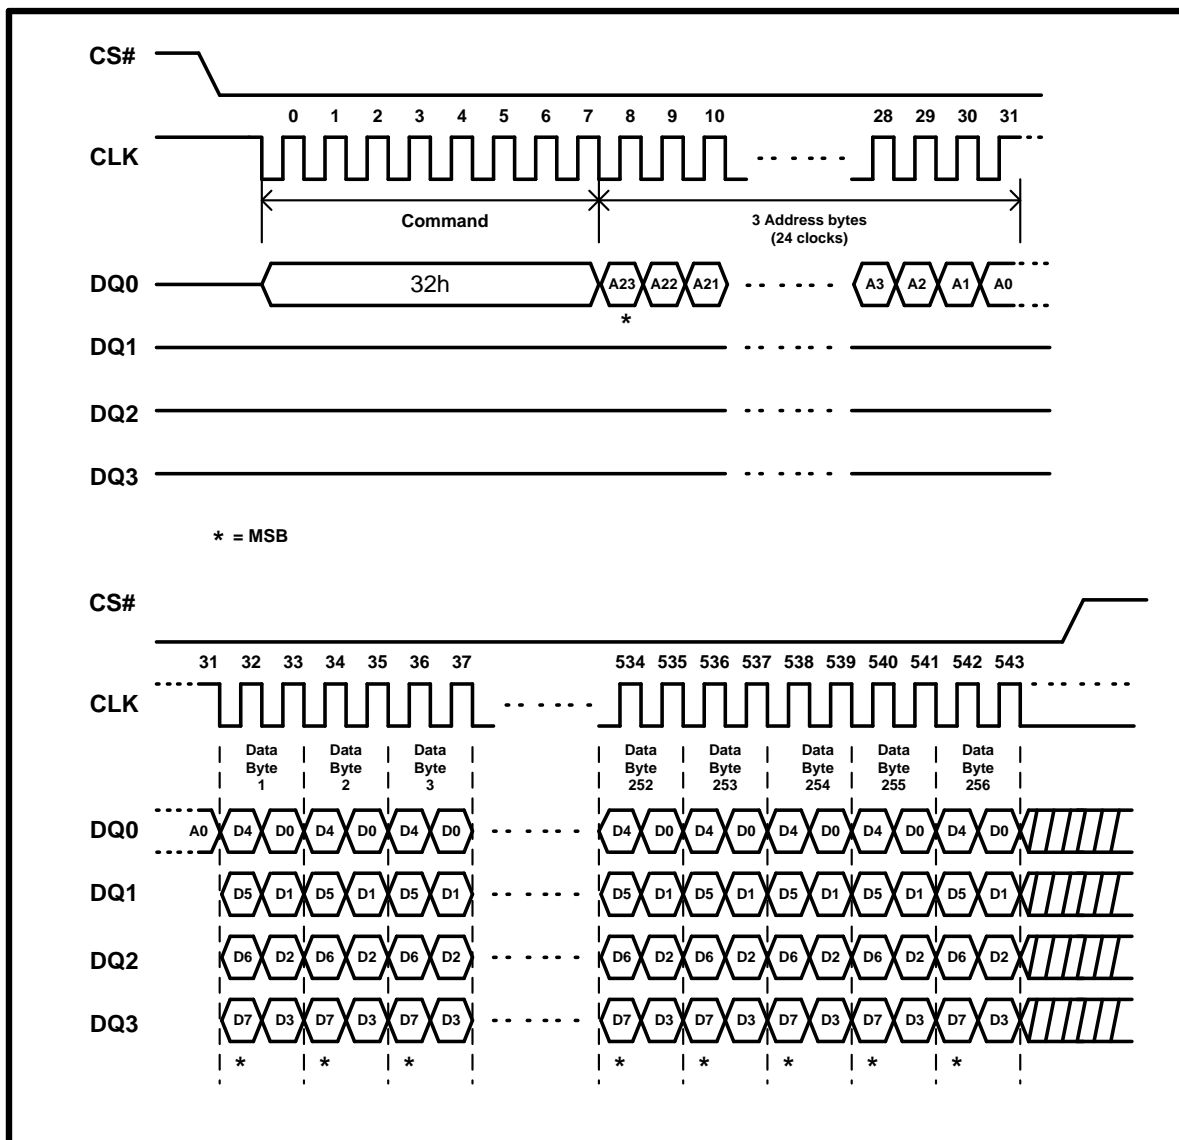 CS#
0 1 2 3 4 5 6 7 8 9 10 28 29 30 31
CLK
Command
3 Address bytes
(24 clocks)
DQ0 32h A23 A22 A21 A3 A2 A1 A0
*
DQ1
DQ2
DQ3
* = MSB
CS#
31 32 33 34 35 36 37 534 535 536 537 538 539 540 541 542 543
CLK
Data Data Data Data Data Data Data Data
Byte Byte Byte Byte Byte Byte Byte Byte
1 2 3 252 253 254 255 256
DQ0 A0 D4 D0 D4 D0 D4 D0 D4 D0 D4 D0 D4 D0 D4 D0 D4 D0
DQ1 D5 D1 D5 D1 D5 D1 D5 D1 D5 D1 D5 D1 D5 D1 D5 D1
DQ2 D6 D2 D6 D2 D6 D2 D6 D2 D6 D2 D6 D2 D6 D2 D6 D2
DQ3 D7 D3 D7 D3 D7 D3 D7 D3 D7 D3 D7 D3 D7 D3 D7 D3
* * * * * * * *